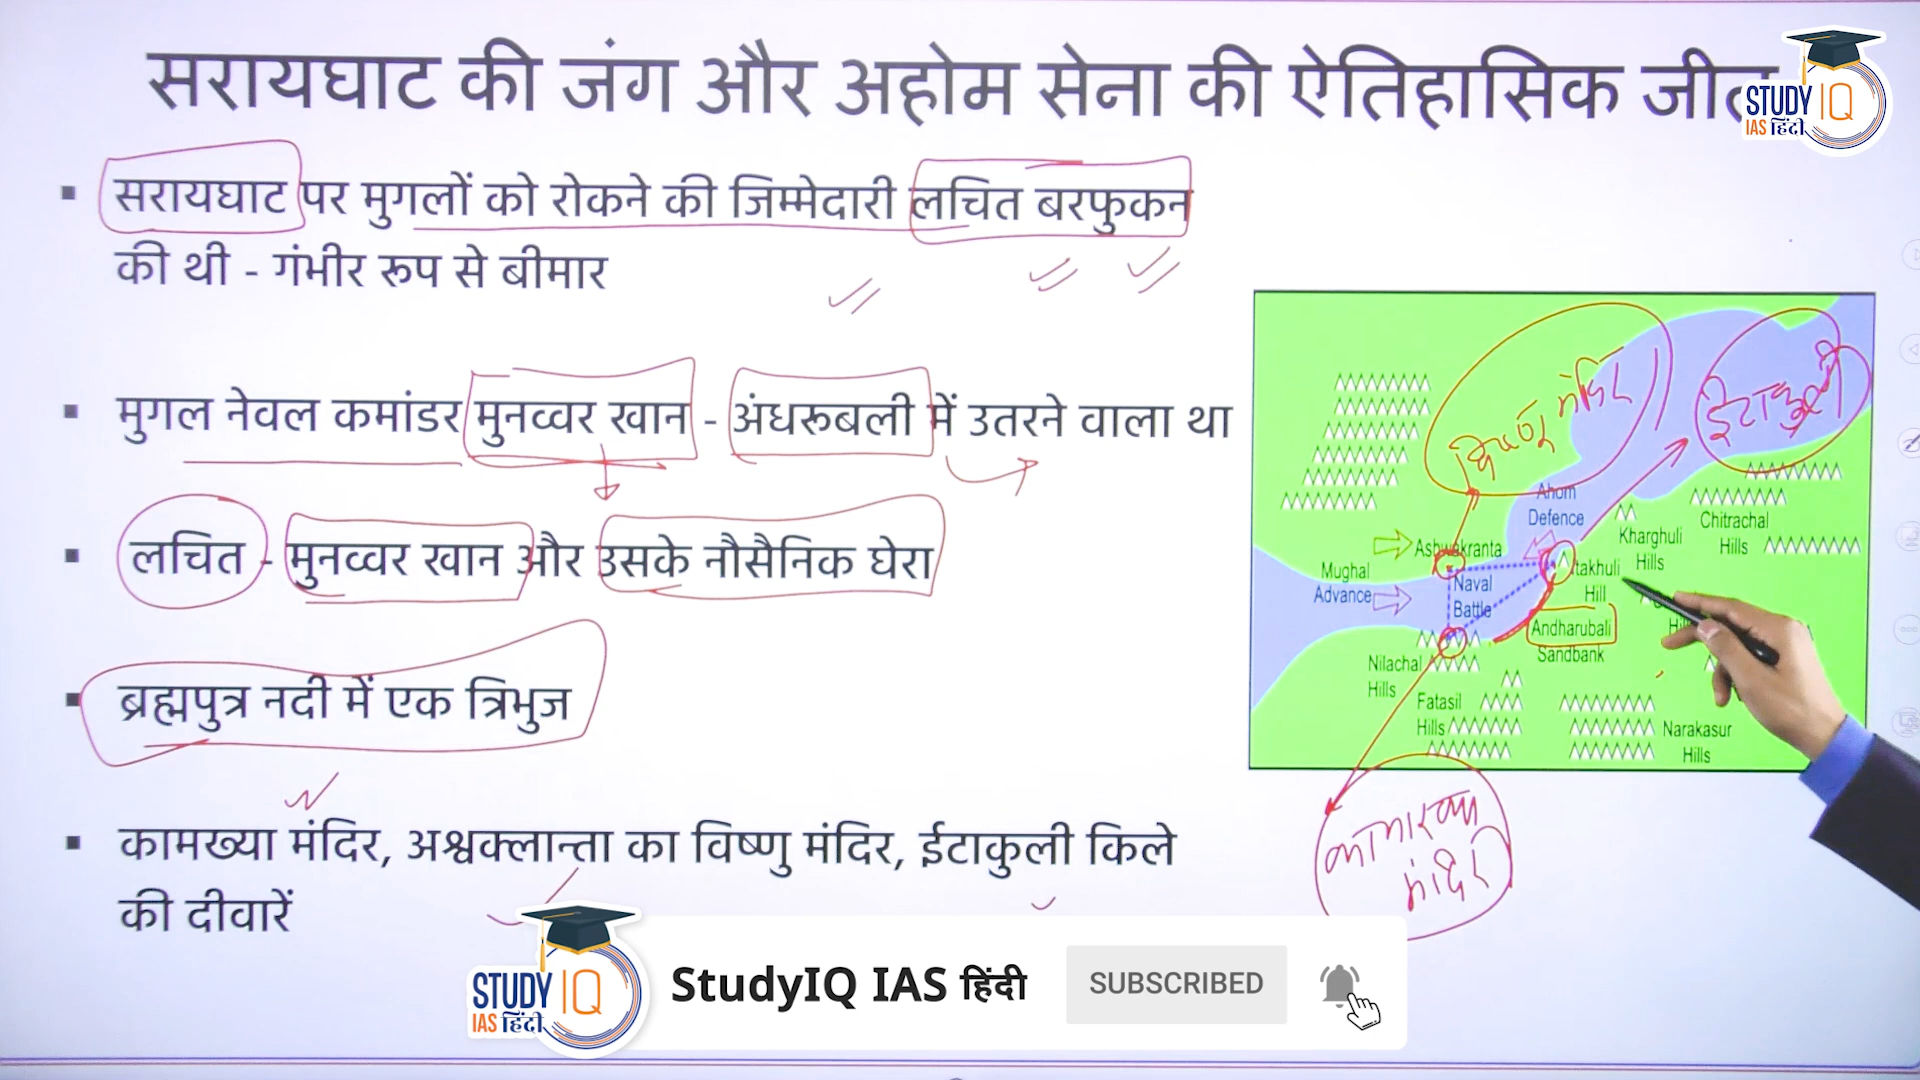 सरायघाट की जंग और अहोम सेना की ऐतिहासिक जीत
STUDY IQ
IAS हिंदी
▪ सरायघाट पर मुगलों को रोकने की जिम्मेदारी लचित बरफुकन
की थी - गंभीर रूप से बीमार
▪ मुगल नेवल कमांडर मुनव्वर खान - अंधरूबली में उतरने वाला था
▪ लचित - मुनव्वर खान और उसके नौसैनिक घेरा
▪ ब्रह्मपुत्र नदी में एक त्रिभुज
▪ कामख्या मंदिर, अश्वक्लान्ता का विष्णु मंदिर, ईटाकुली किले
की दीवारें
विष्णु मंदिर
ईटाकुली
Ahom
Defence
Ashwakranta
Kharghuli
Hills
Chitrachal
Hills
Mughal
Advance
Naval
Battle
Itakhuli
Hill
Andharubali
Sandbank
Nilachal
Hills
Fatasil
Hills
Narakasur
Hills
कामाख्या
मंदिर
STUDY IQ
IAS हिंदी
StudyIQ IAS हिंदी
SUBSCRIBED